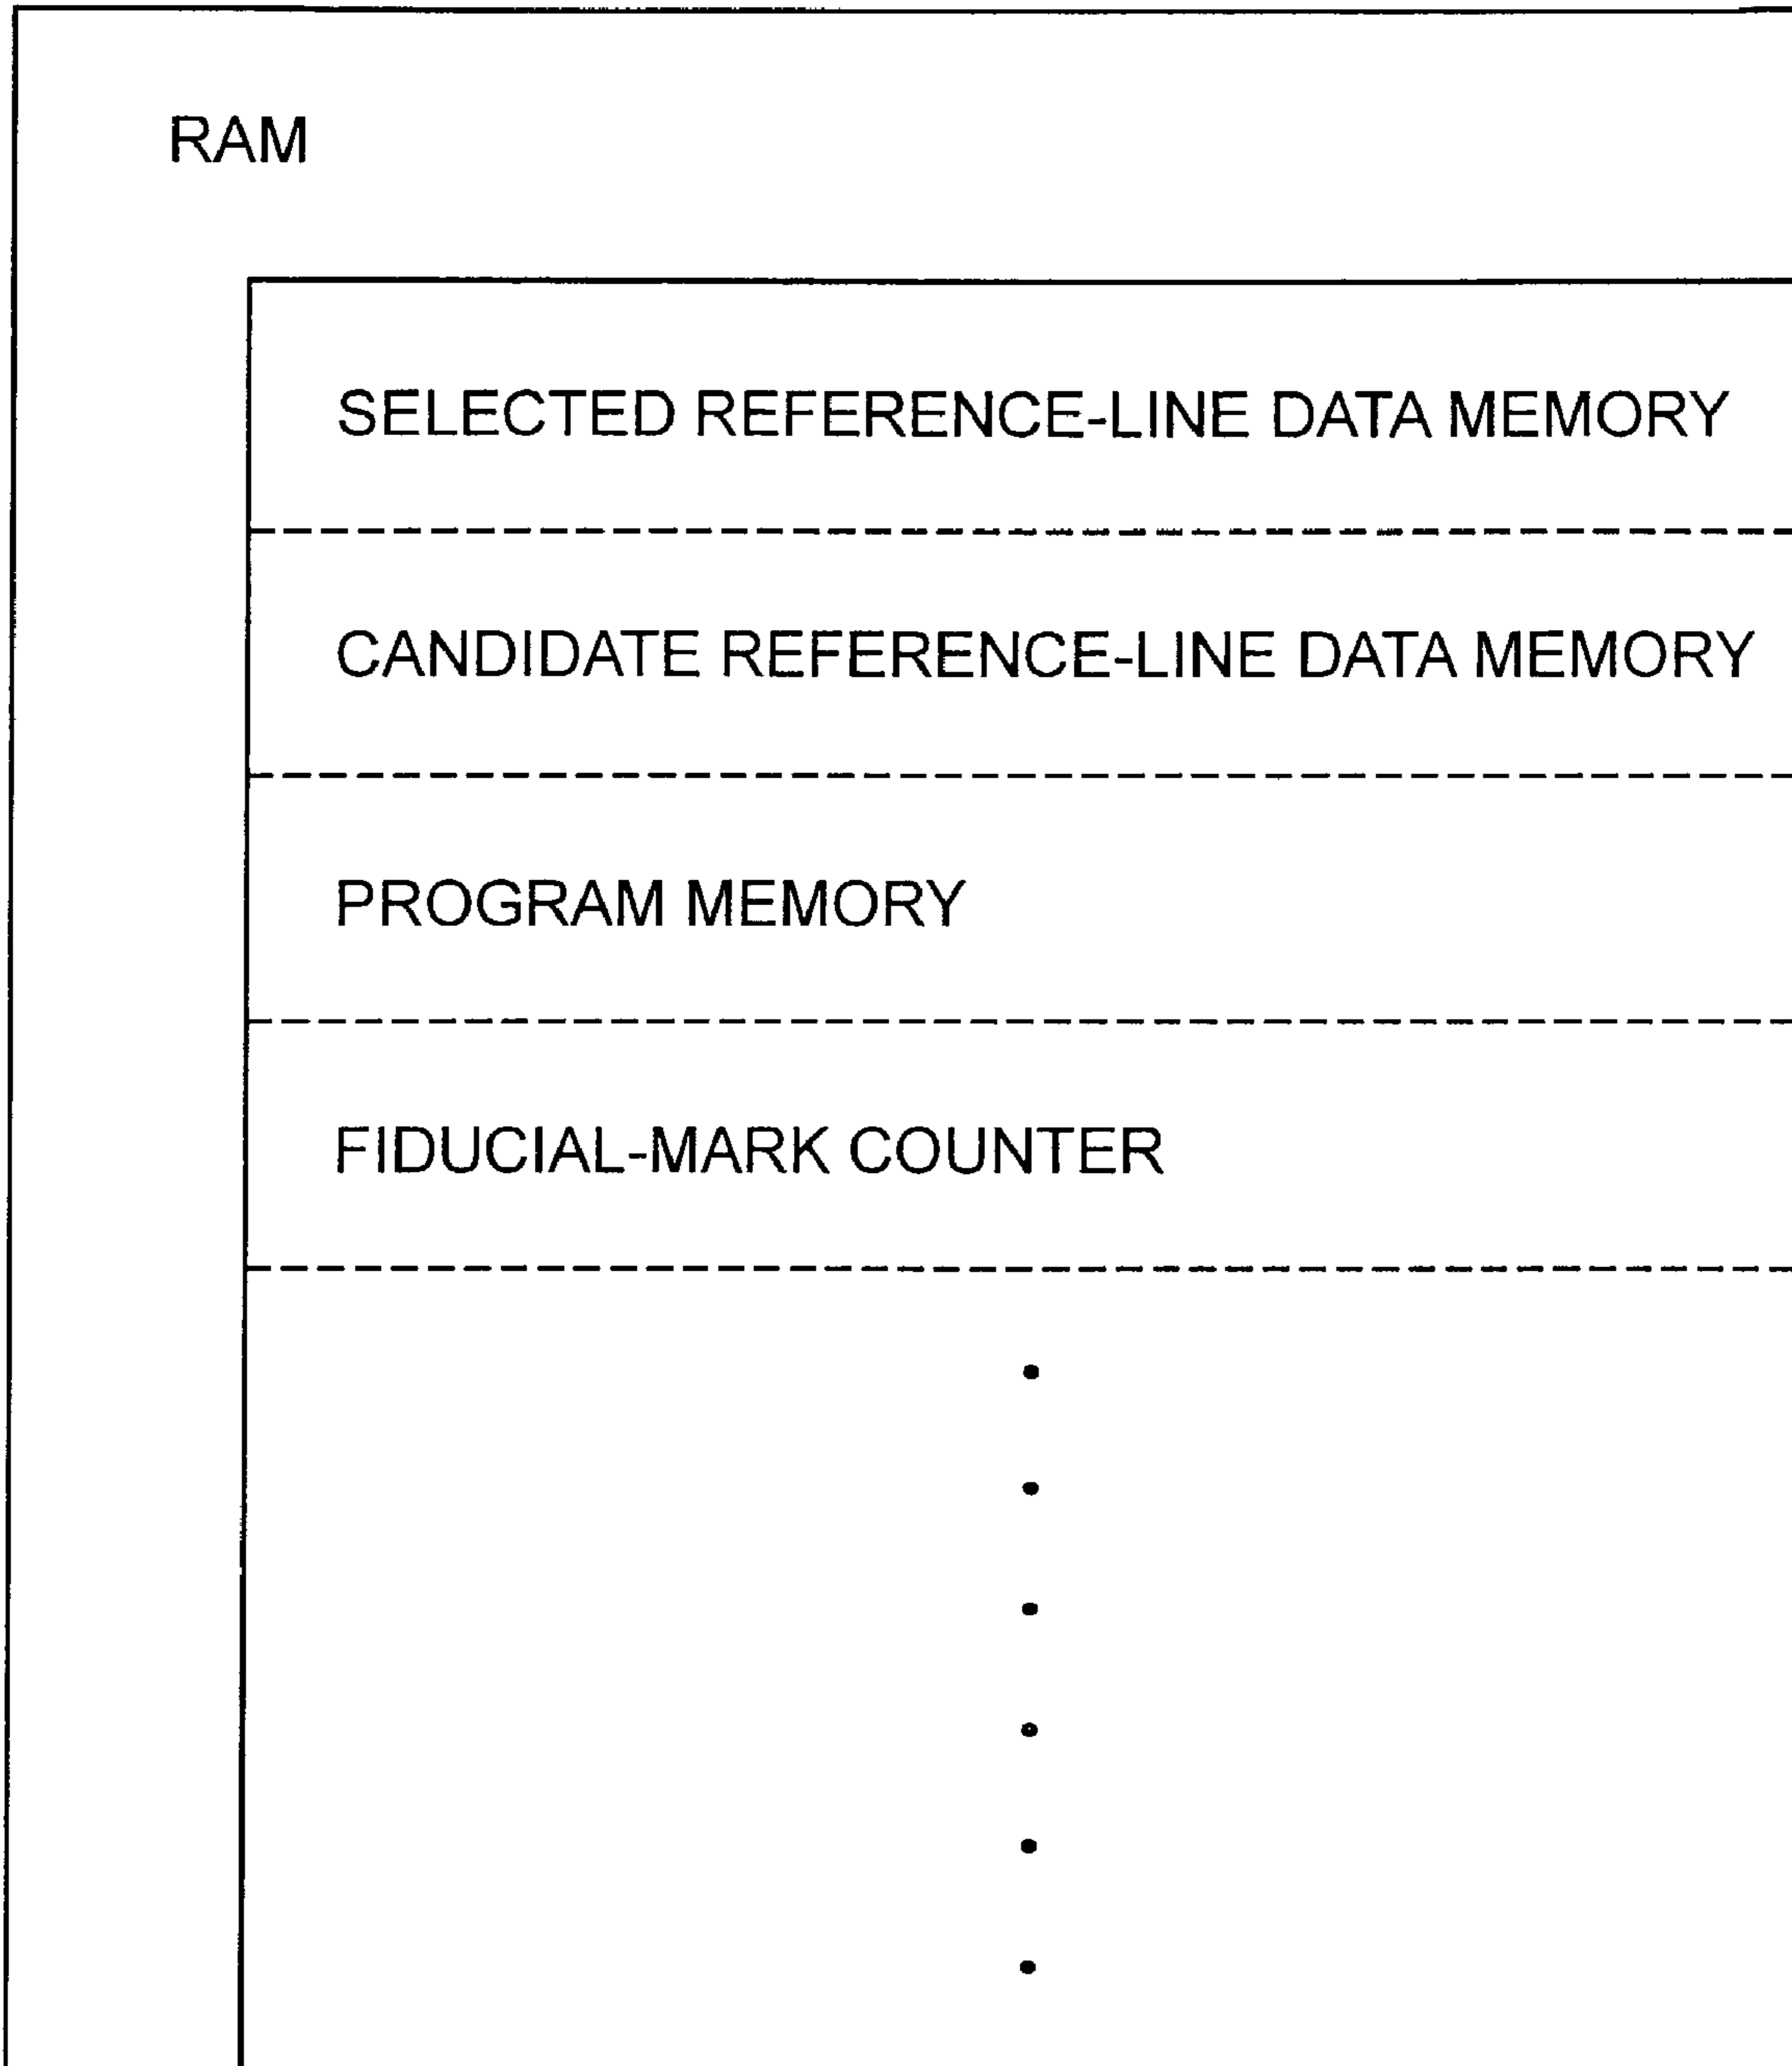 RAM
SELECTED REFERENCE-LINE DATA MEMORY
CANDIDATE REFERENCE-LINE DATA MEMORY
PROGRAM MEMORY
FIDUCIAL-MARK COUNTER